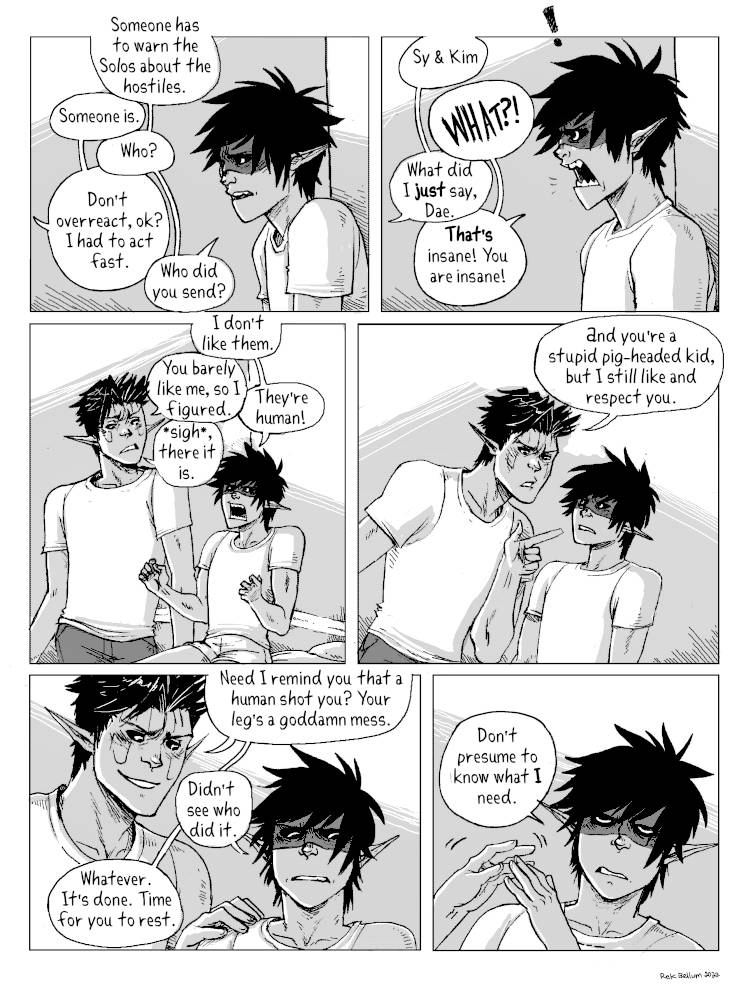 Someone has
to warn the
Solos about the
hostiles.
Someone is.
Who?
Don't
overreact, ok?
I had to act
fast.
Who did
you send?
!
Sy & Kim
WHAT?!
What did
I just say,
Dae.
That's
insane! You
are insane!
I don't
like them.
You barely
like me, so I
figured.
They're
human!
*sigh*,
there it
is.
and you're a
stupid pig-headed kid,
but I still like and
respect you.
Need I remind you that a
human shot you? Your
leg's a goddamn mess.
Didn't
see who
did it.
Whatever.
It's done. Time
for you to rest.
Don't
presume to
know what I
need.
Rek Bellum 2022